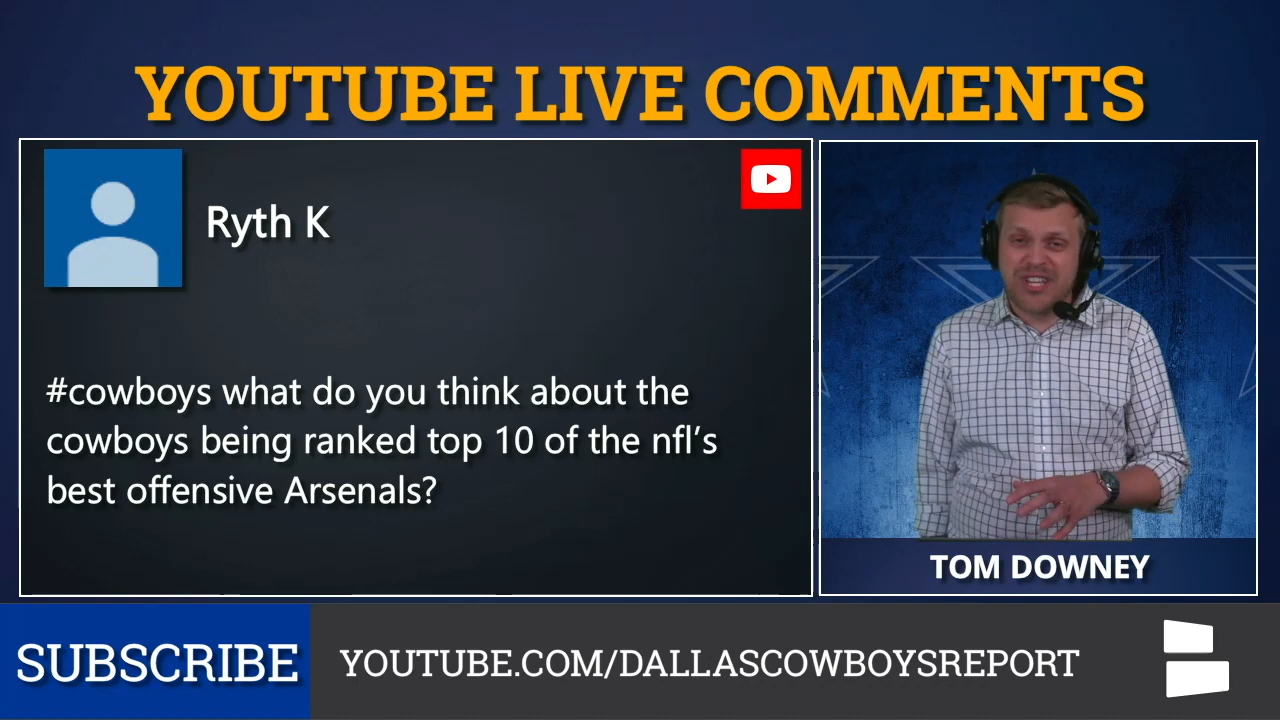 YOUTUBE LIVE COMMENTS
Ryth K
#cowboys what do you think about the
cowboys being ranked top 10 of the nfl’s
best offensive Arsenals?
TOM DOWNEY
SUBSCRIBE
YOUTUBE.COM/DALLASCOWBOYSREPORT